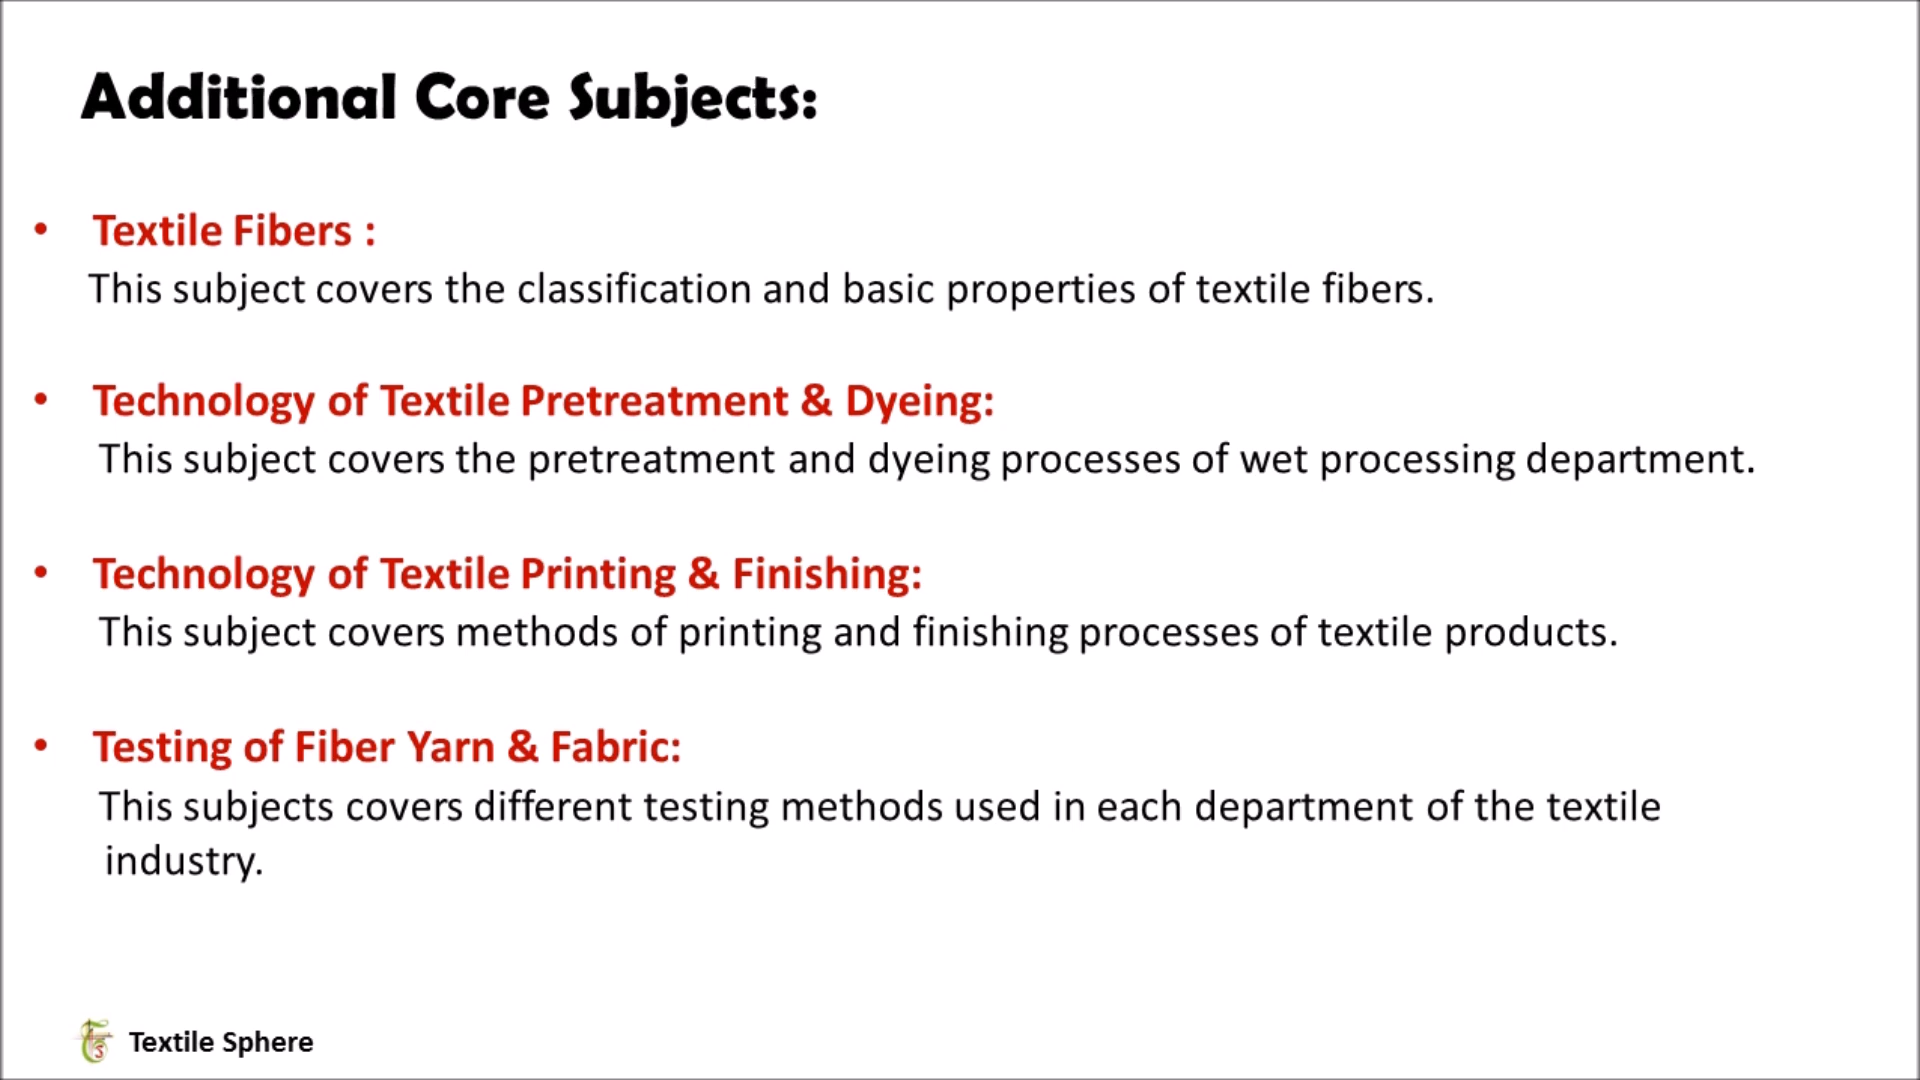 Additional Core Subjects:
• Textile Fibers :
This subject covers the classification and basic properties of textile fibers.
• Technology of Textile Pretreatment & Dyeing:
This subject covers the pretreatment and dyeing processes of wet processing department.
• Technology of Textile Printing & Finishing:
This subject covers methods of printing and finishing processes of textile products.
• Testing of Fiber Yarn & Fabric:
This subjects covers different testing methods used in each department of the textile
industry.
Textile Sphere